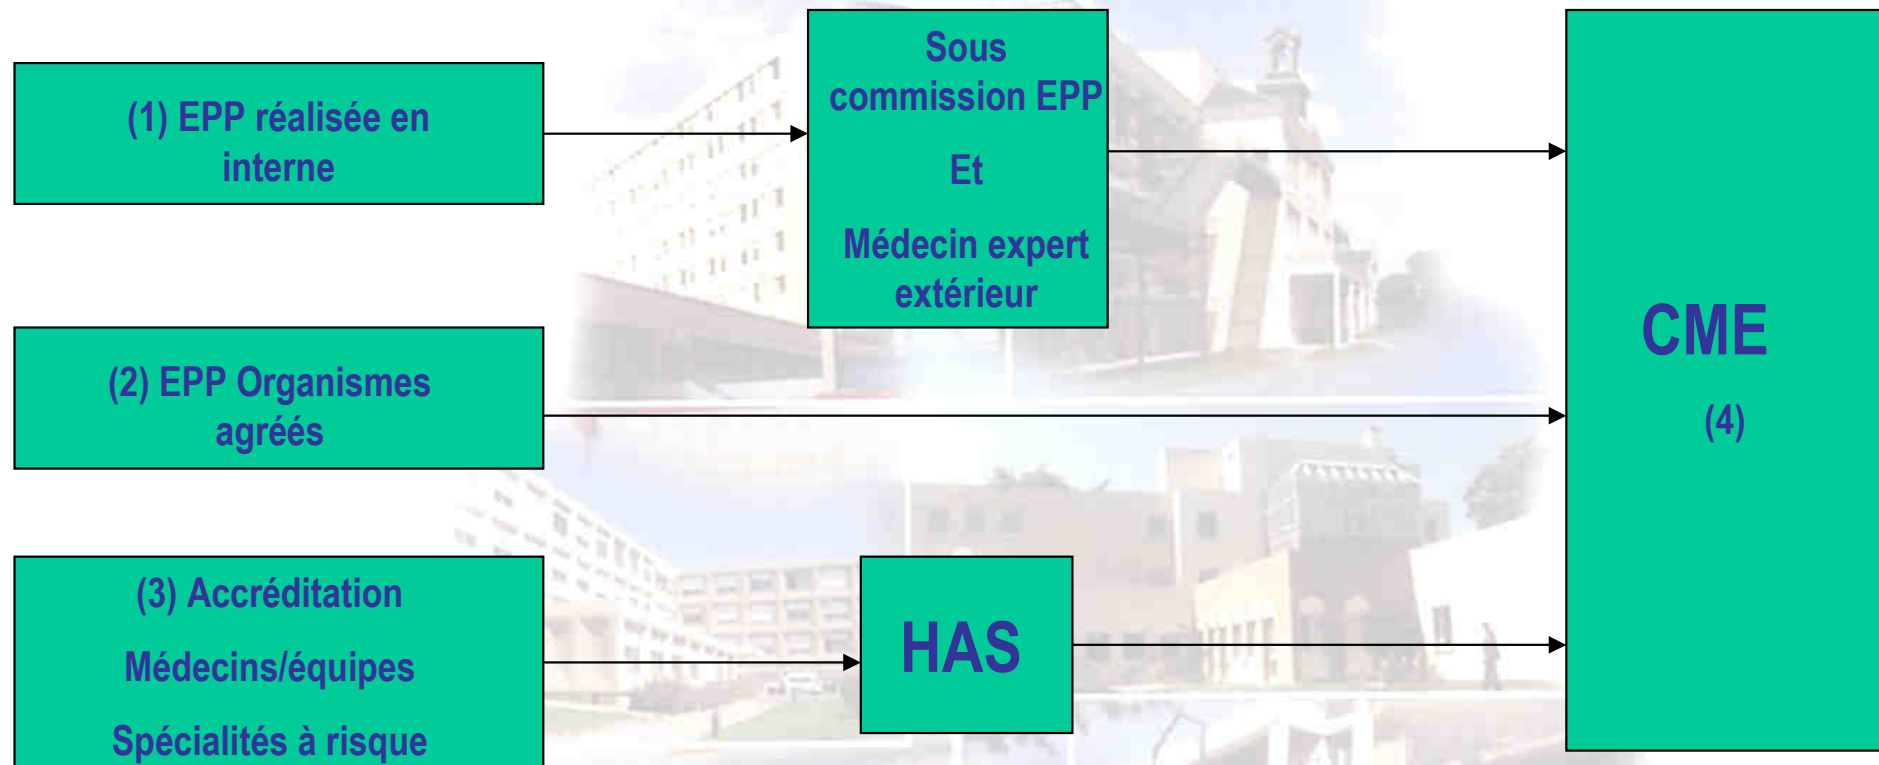 (1) EPP réalisée en
interne
Sous
commission EPP
Et
Médecin expert
extérieur
(2) EPP Organismes
agréés
(3) Accréditation
Médecins/équipes
Spécialités à risque
HAS
CME
(4)